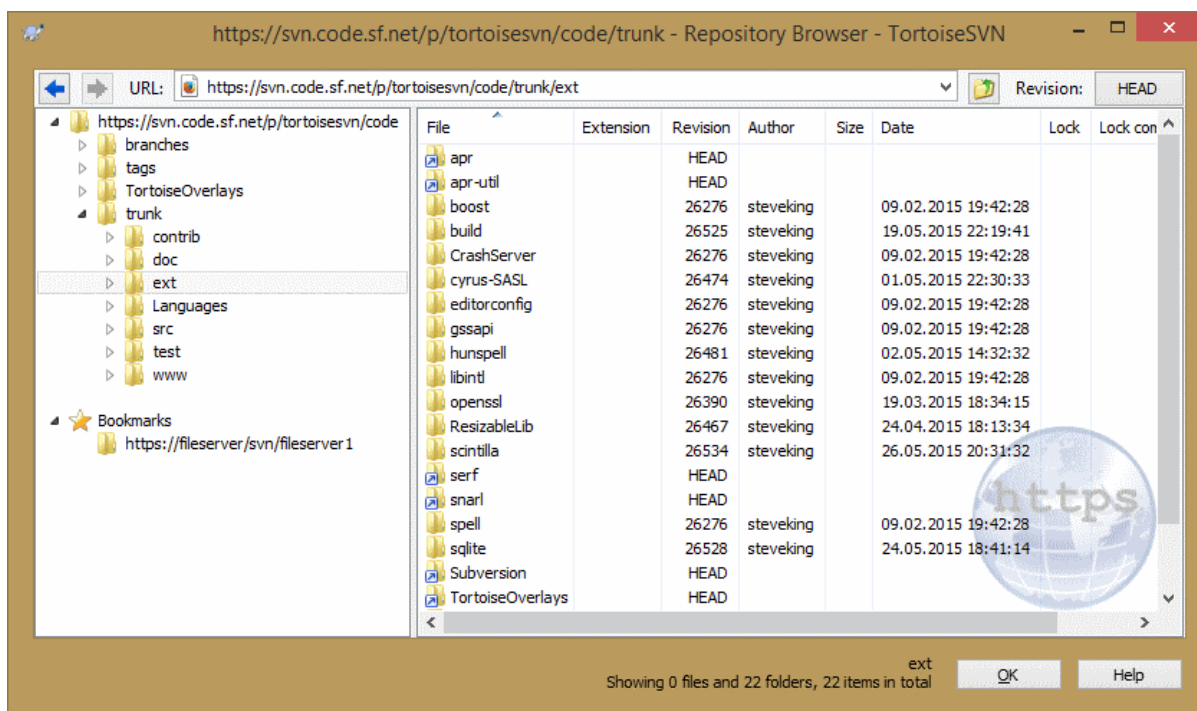 https://svn.code.sf.net/p/tortoisesvn/code/trunk - Repository Browser - TortoiseSVN
URL: https://svn.code.sf.net/p/tortoisesvn/code/trunk/ext Revision: HEAD
https://svn.code.sf.net/p/tortoisesvn/code
branches
tags
TortoiseOverlays
trunk
contrib
doc
ext
Languages
src
test
www
Bookmarks
https://fileserver/svn/fileserver1
File Extension Revision Author Size Date Lock Lock com
apr HEAD
apr-util HEAD
boost 26276 steveking 09.02.2015 19:42:28
build 26525 steveking 19.05.2015 22:19:41
CrashServer 26276 steveking 09.02.2015 19:42:28
cyrus-SASL 26474 steveking 01.05.2015 22:30:33
editorconfig 26276 steveking 09.02.2015 19:42:28
gssapi 26276 steveking 09.02.2015 19:42:28
hunspell 26481 steveking 02.05.2015 14:32:32
libintl 26276 steveking 09.02.2015 19:42:28
openssl 26390 steveking 19.03.2015 18:34:15
ResizableLib 26467 steveking 24.04.2015 18:13:34
scintilla 26534 steveking 26.05.2015 20:31:32
serf HEAD
snarl HEAD
spell 26276 steveking 09.02.2015 19:42:28
sqlite 26528 steveking 24.05.2015 18:41:14
Subversion HEAD
TortoiseOverlays HEAD
https
ext
Showing 0 files and 22 folders, 22 items in total
OK Help